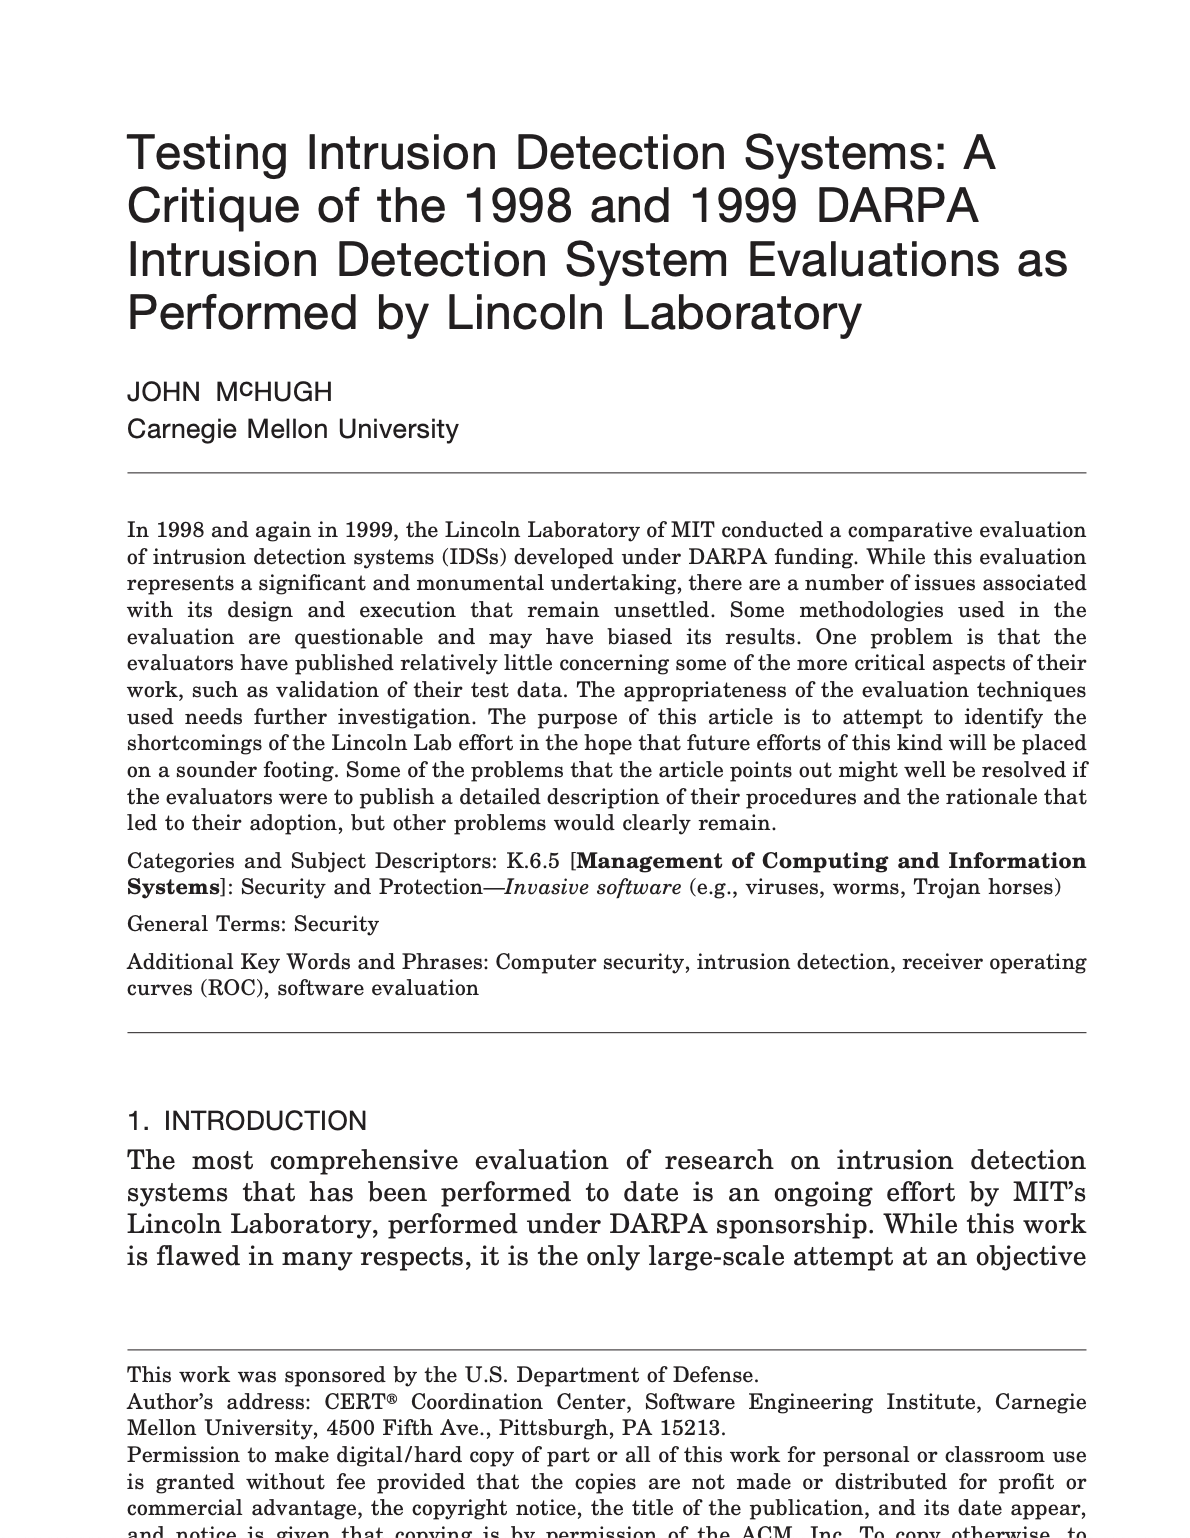 Testing Intrusion Detection Systems: A
Critique of the 1998 and 1999 DARPA
Intrusion Detection System Evaluations as
Performed by Lincoln Laboratory
JOHN McHUGH
Carnegie Mellon University
In 1998 and again in 1999, the Lincoln Laboratory of MIT conducted a comparative evaluation
of intrusion detection systems (IDSs) developed under DARPA funding. While this evaluation
represents a significant and monumental undertaking, there are a number of issues associated
with its design and execution that remain unsettled. Some methodologies used in the
evaluation are questionable and may have biased its results. One problem is that the
evaluators have published relatively little concerning some of the more critical aspects of their
work, such as validation of their test data. The appropriateness of the evaluation techniques
used needs further investigation. The purpose of this article is to attempt to identify the
shortcomings of the Lincoln Lab effort in the hope that future efforts of this kind will be placed
on a sounder footing. Some of the problems that the article points out might well be resolved if
the evaluators were to publish a detailed description of their procedures and the rationale that
led to their adoption, but other problems would clearly remain.
Categories and Subject Descriptors: K.6.5 [Management of Computing and Information
Systems]: Security and Protection—Invasive software (e.g., viruses, worms, Trojan horses)
General Terms: Security
Additional Key Words and Phrases: Computer security, intrusion detection, receiver operating
curves (ROC), software evaluation
1. INTRODUCTION
The most comprehensive evaluation of research on intrusion detection
systems that has been performed to date is an ongoing effort by MIT's
Lincoln Laboratory, performed under DARPA sponsorship. While this work
is flawed in many respects, it is the only large-scale attempt at an objective
This work was sponsored by the U.S. Department of Defense.
Author's address: CERT® Coordination Center, Software Engineering Institute, Carnegie
Mellon University, 4500 Fifth Ave., Pittsburgh, PA 15213.
Permission to make digital/hard copy of part or all of this work for personal or classroom use
is granted without fee provided that the copies are not made or distributed for profit or
commercial advantage, the copyright notice, the title of the publication, and its date appear,
and notice is given that copying is by permission of the ACM, Inc. To copy otherwise, to